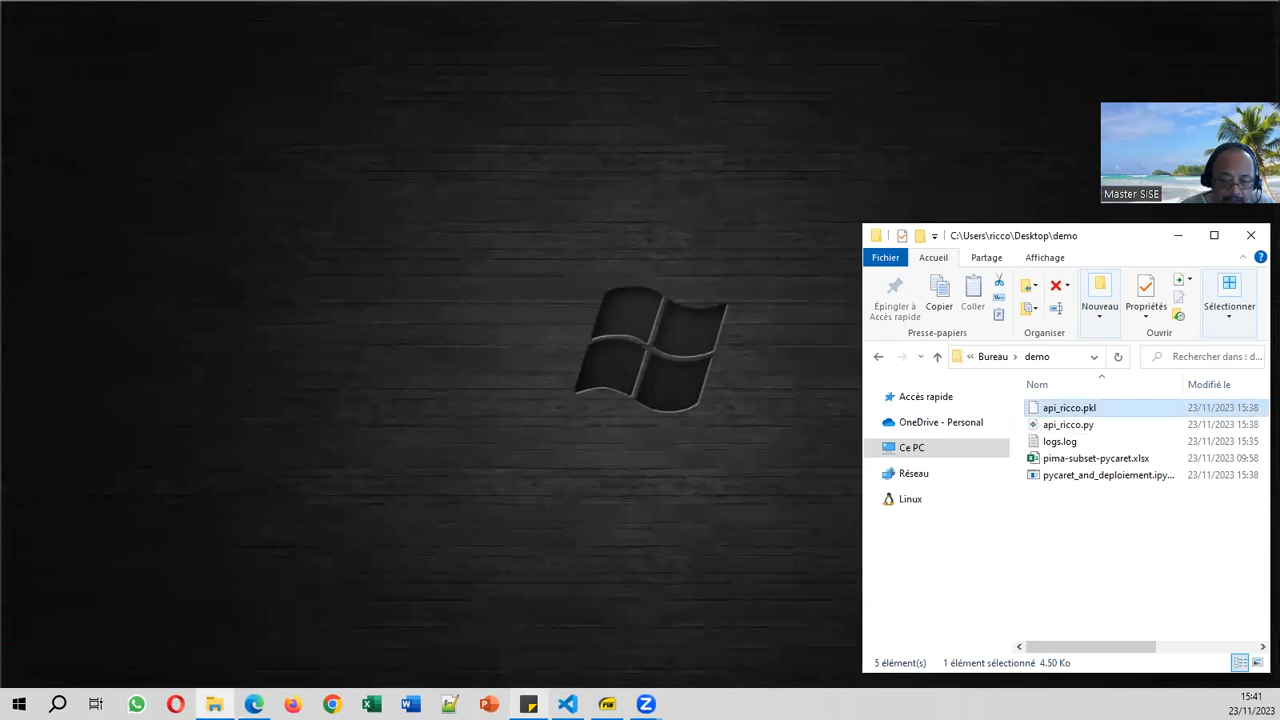 Master SISE
C:\Users\ricco\Desktop\demo
Fichier Accueil Partage Affichage
Épingler à Accès rapide Copier Coller Nouveau Propriétés Sélectionner
Presse-papiers Organiser Ouvrir
Bureau demo Rechercher dans : d...
Nom Modifié le
Accès rapide
OneDrive - Personal
Ce PC
Réseau
Linux
api_ricco.pkl 23/11/2023 15:38
api_ricco.py 23/11/2023 15:38
logs.log 23/11/2023 15:35
pima-subset-pycaret.xlsx 23/11/2023 09:58
pycaret_and_deploiement.ipy... 23/11/2023 15:38
5 élément(s) 1 élément sélectionné 4.50 Ko
15:41
23/11/2023